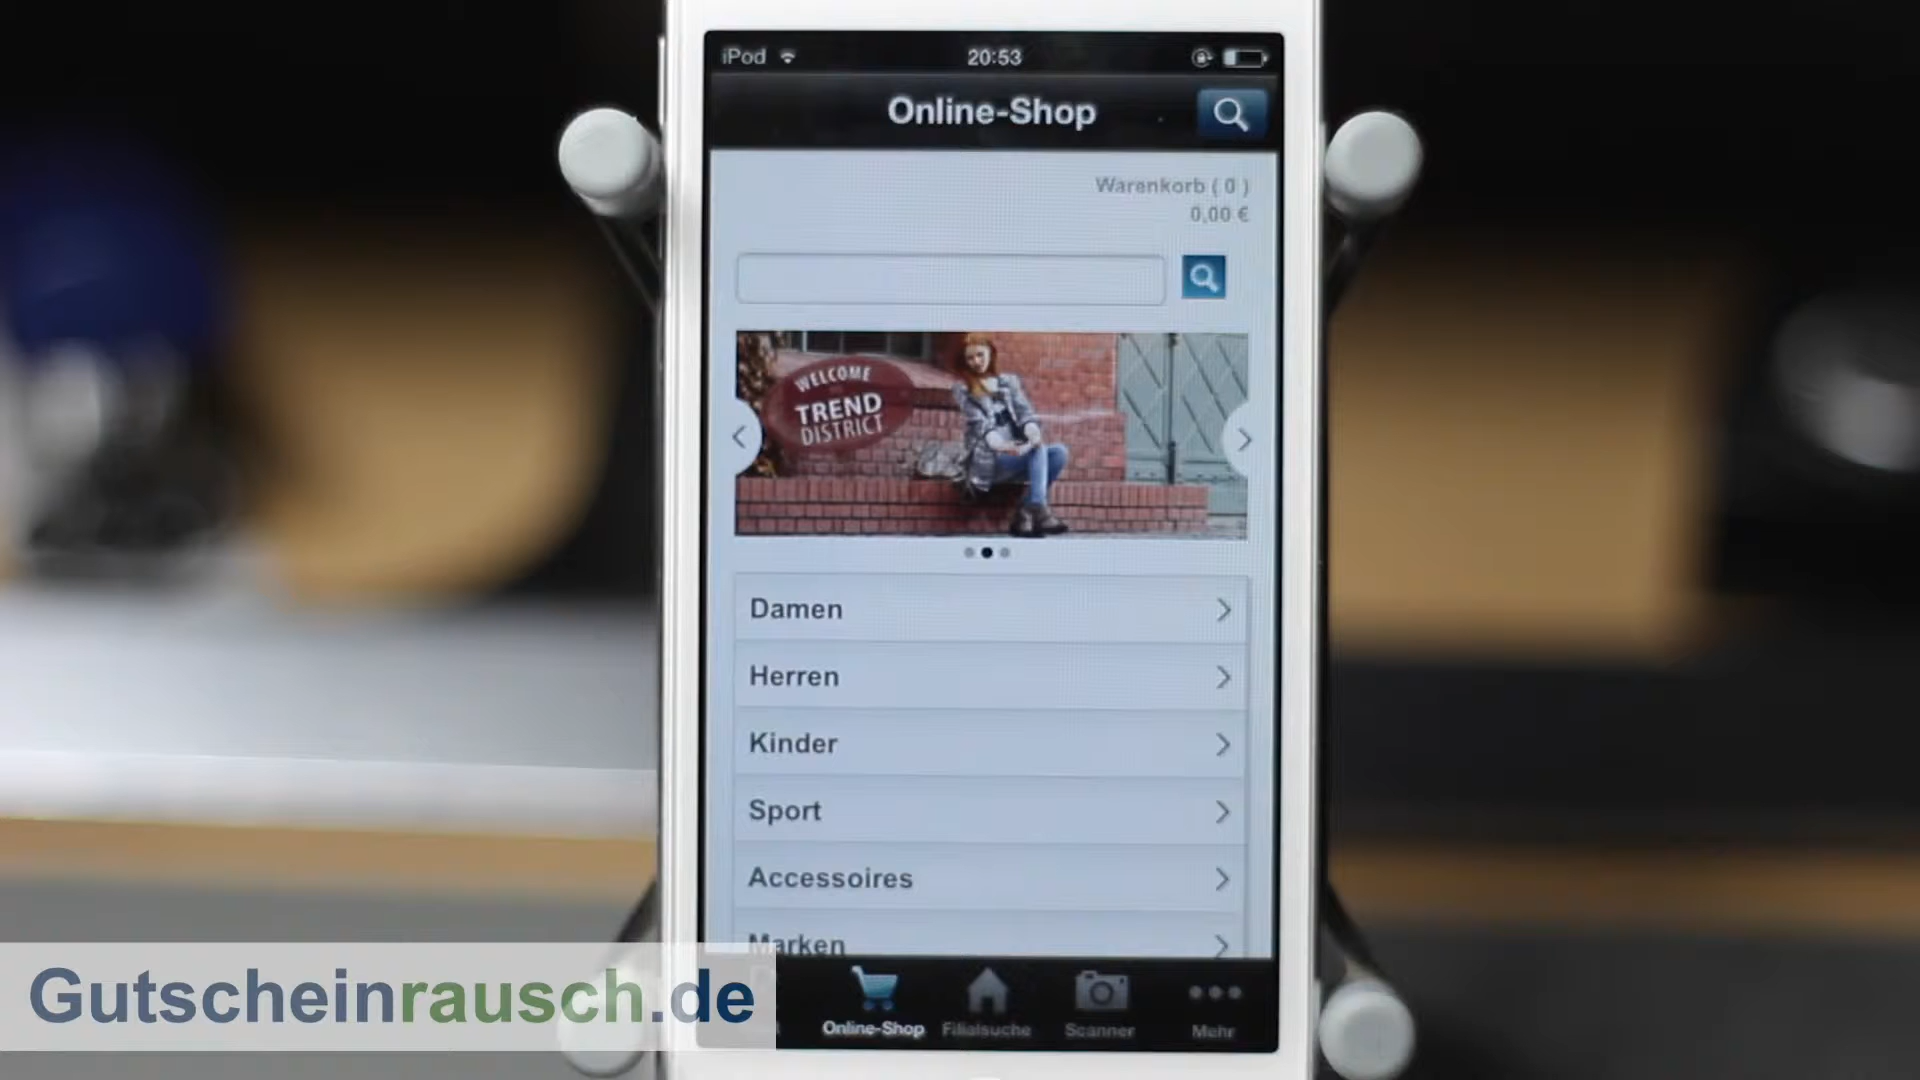 iPod
20:53
Online-Shop
Warenkorb ( 0 )
0,00 €
WELCOME
TREND
DISTRICT
Damen
Herren
Kinder
Sport
Accessoires
Marken
Online-Shop
Filialsuche
Scanner
Mehr
Gutscheinrausch.de